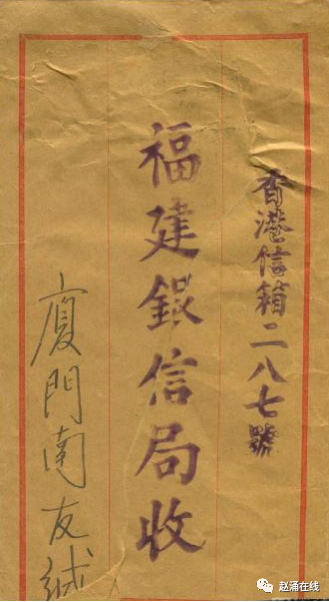 香港信箱二八七號
福建銀信局收
廈門南友緘
赵涌在线